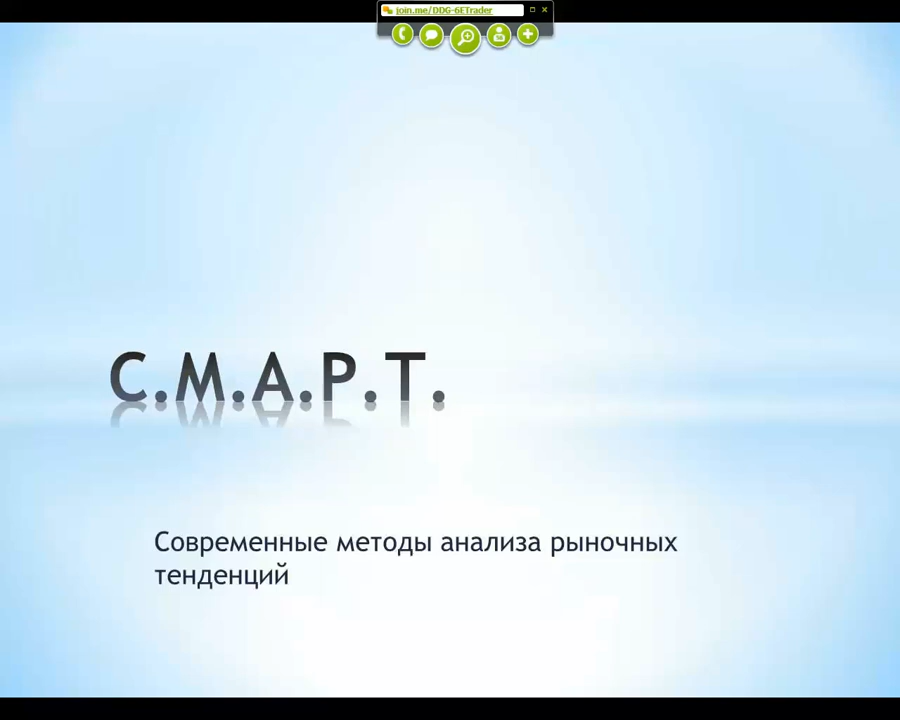 join.me/DDG-6ETrader
С.М.А.Р.Т.
Современные методы анализа рыночных
тенденций